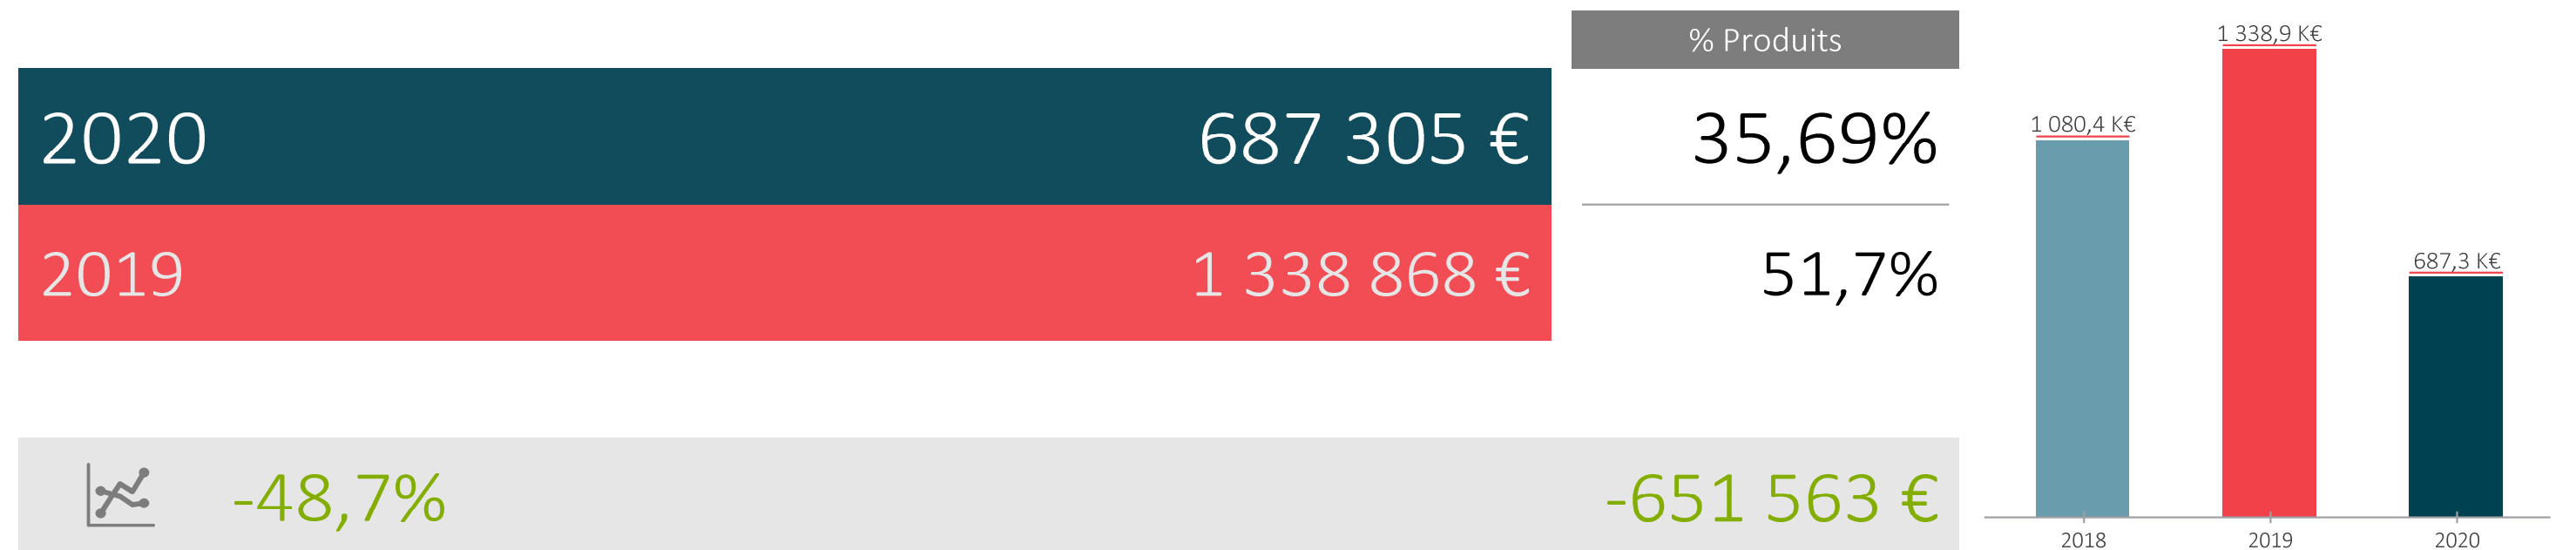 % Produits
2020 687 305 € 35,69%
2019 1 338 868 € 51,7%
-48,7% -651 563 €
1 338,9 K€
1 080,4 K€
687,3 K€
2018 2019 2020